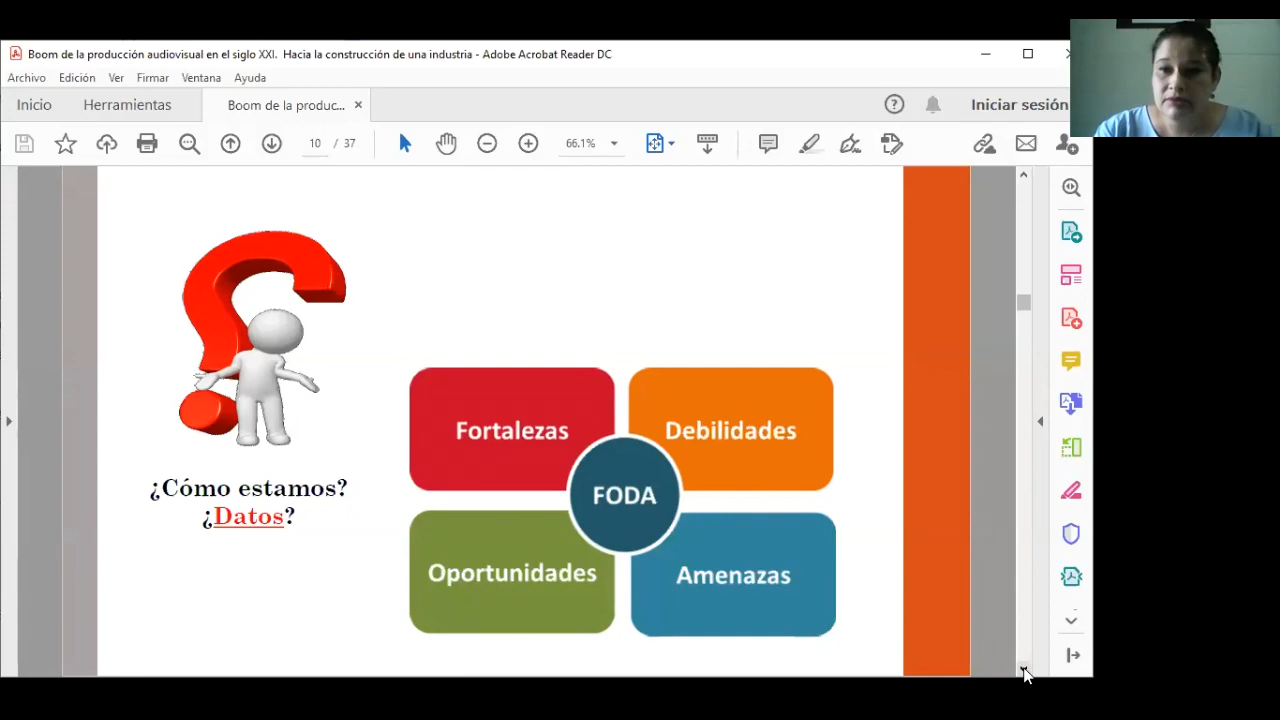 Boom de la producción audiovisual en el siglo XXI.  Hacia la construcción de una industria - Adobe Acrobat Reader DC
Archivo Edición Ver Firmar Ventana Ayuda
Inicio Herramientas Boom de la produc... Iniciar sesión
10 / 37 66.1%
Fortalezas Debilidades
¿Cómo estamos? FODA
¿Datos?
Oportunidades Amenazas